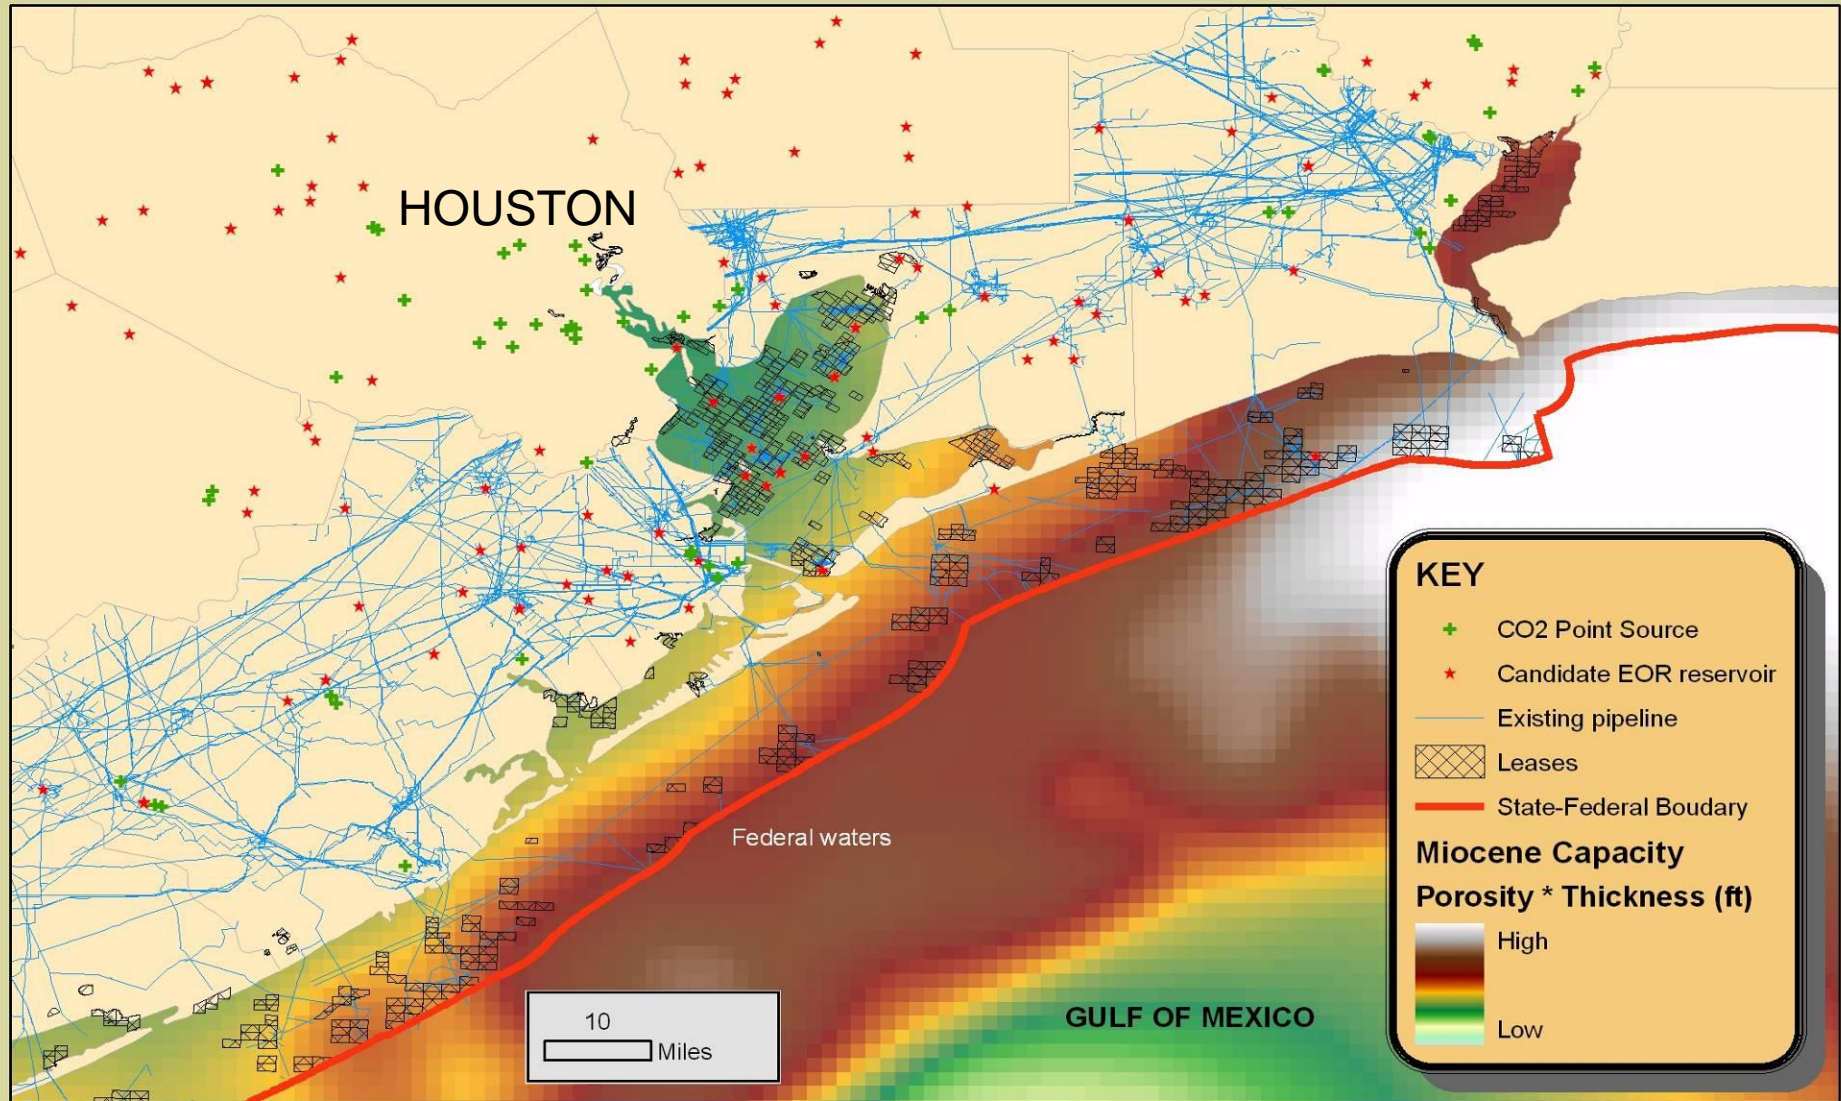 HOUSTON
KEY
CO2 Point Source
Candidate EOR reservoir
Existing pipeline
Leases
State-Federal Boudary
Miocene Capacity
Porosity * Thickness (ft)
High
Low
Federal waters
GULF OF MEXICO
10
Miles